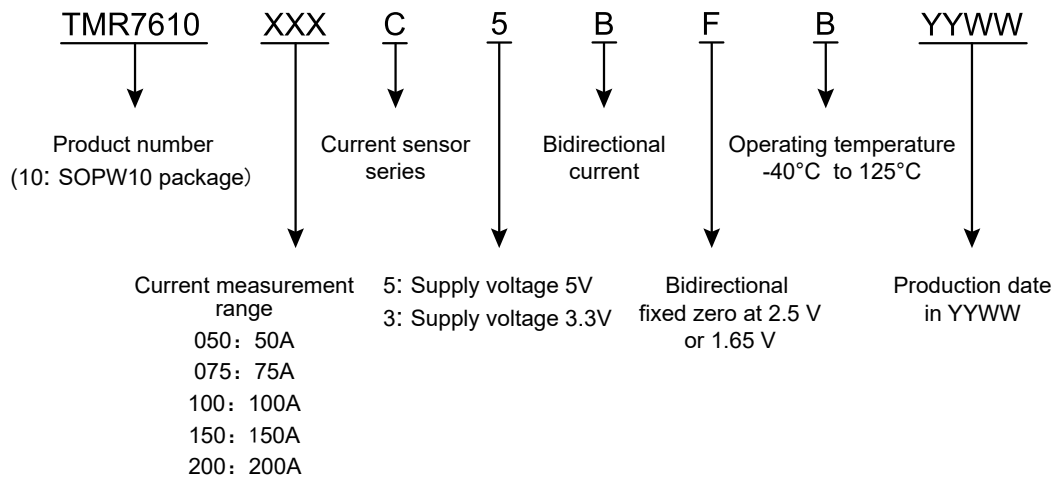 TMR7610 XXX C 5 B F B YYWW
Product number
(10: SOPW10 package)
Current sensor
series
Bidirectional
current
Operating temperature
-40°C to 125°C
Current measurement
range
050: 50A
075: 75A
100: 100A
150: 150A
200: 200A
5: Supply voltage 5V
3: Supply voltage 3.3V
Bidirectional
fixed zero at 2.5 V
or 1.65 V
Production date
in YYWW